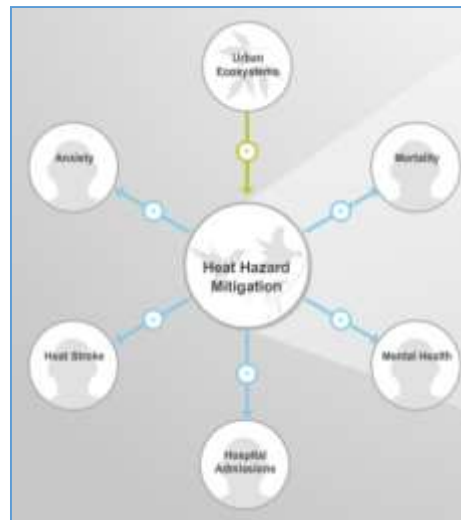 Urban
Ecosystems
Anxiety
Mortality
Heat Hazard
Mitigation
Heat Stroke
Mental Health
Hospital
Admissions